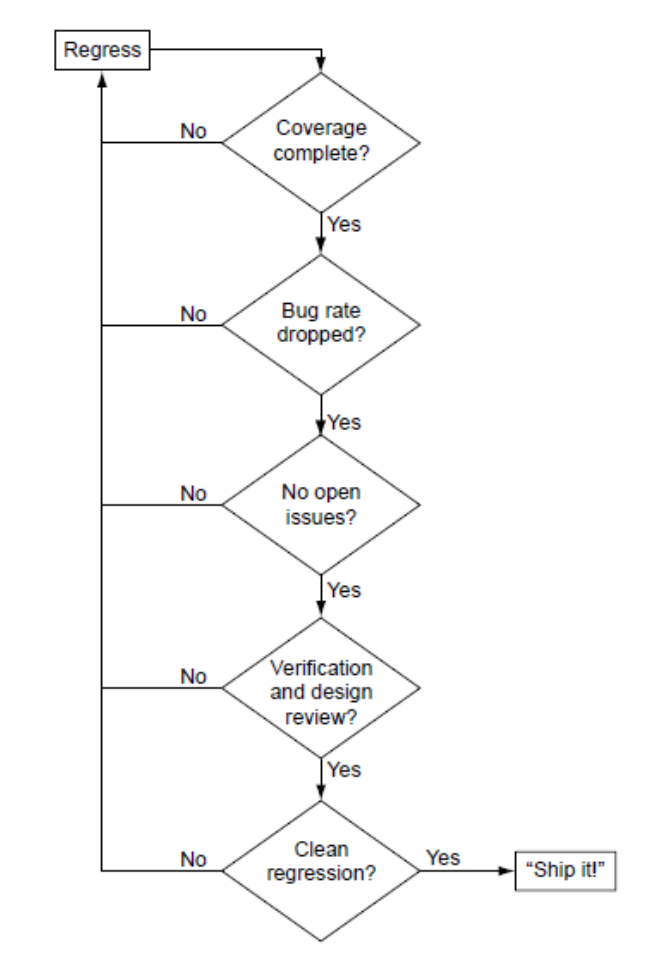 Regress
No
Coverage
complete?
Yes
No
Bug rate
dropped?
Yes
No
No open
issues?
Yes
No
Verification
and design
review?
Yes
No
Clean
regression?
Yes
“Ship it!”